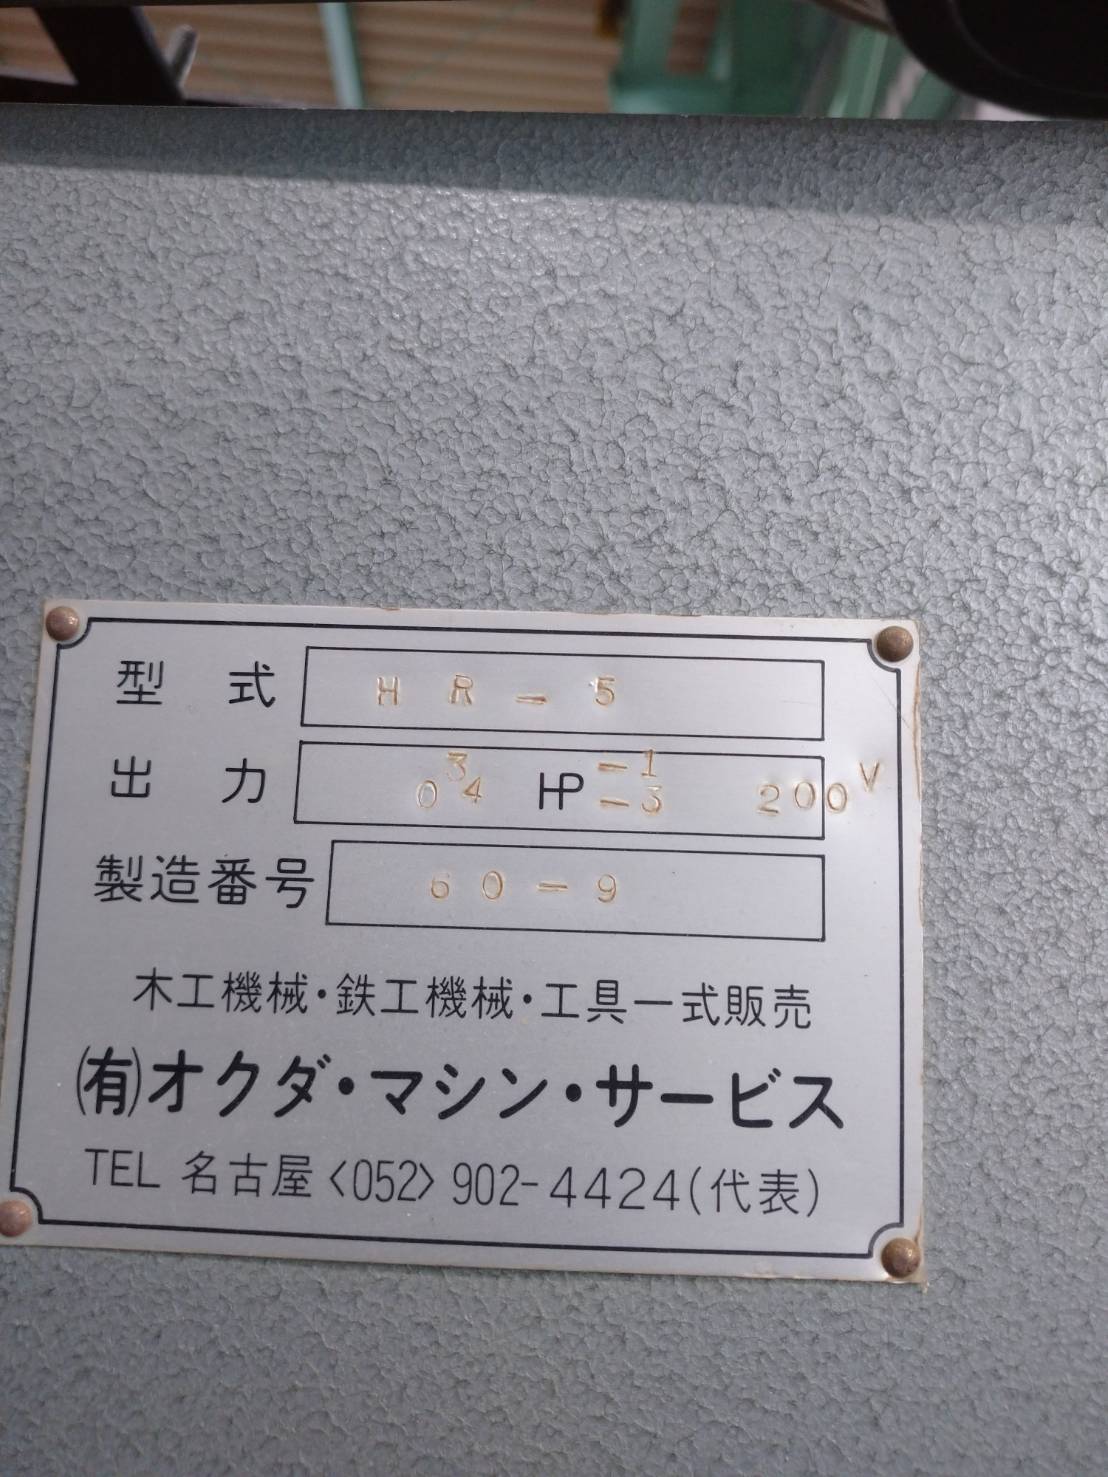 型式 HR-5
出力 0 3 4 HP -1 -3 200V
製造番号 60-9
木工機械・鉄工機械・工具一式販売
㈲オクダ・マシン・サービス
TEL 名古屋〈052〉902-4424(代表)